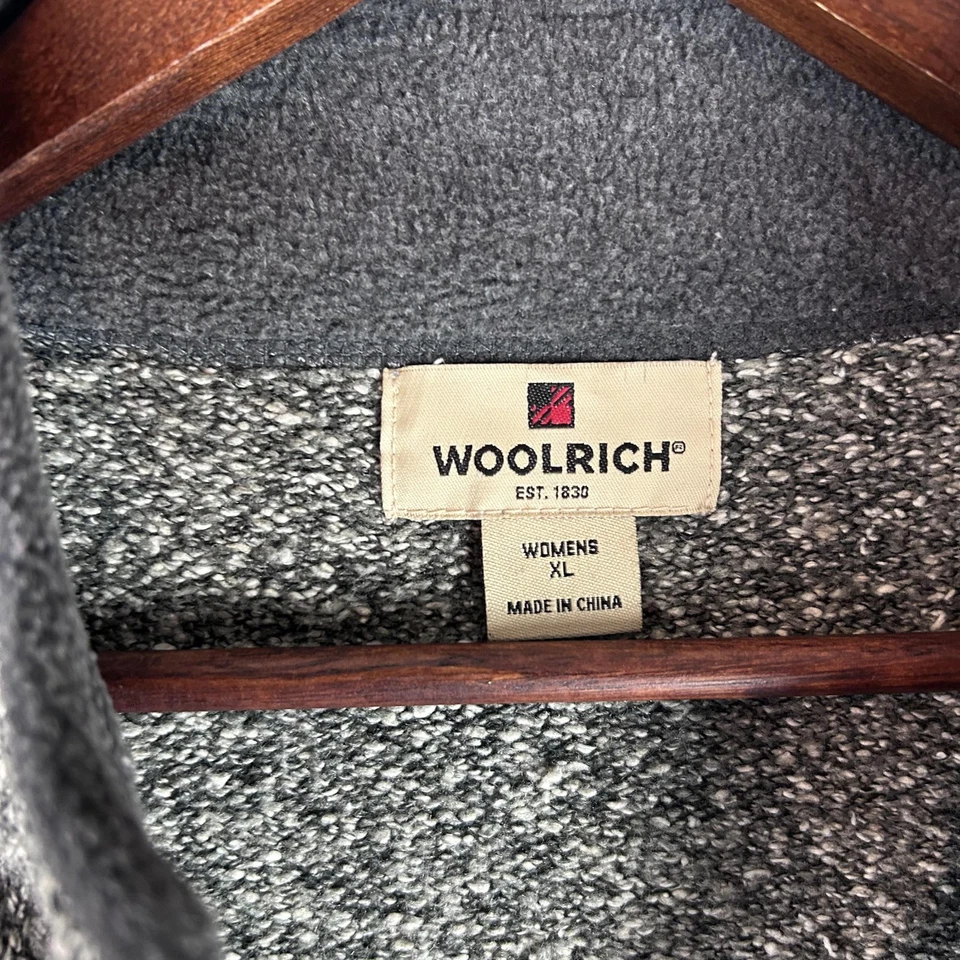 WOOLRICH®
EST. 1830
WOMENS
XL
MADE IN CHINA